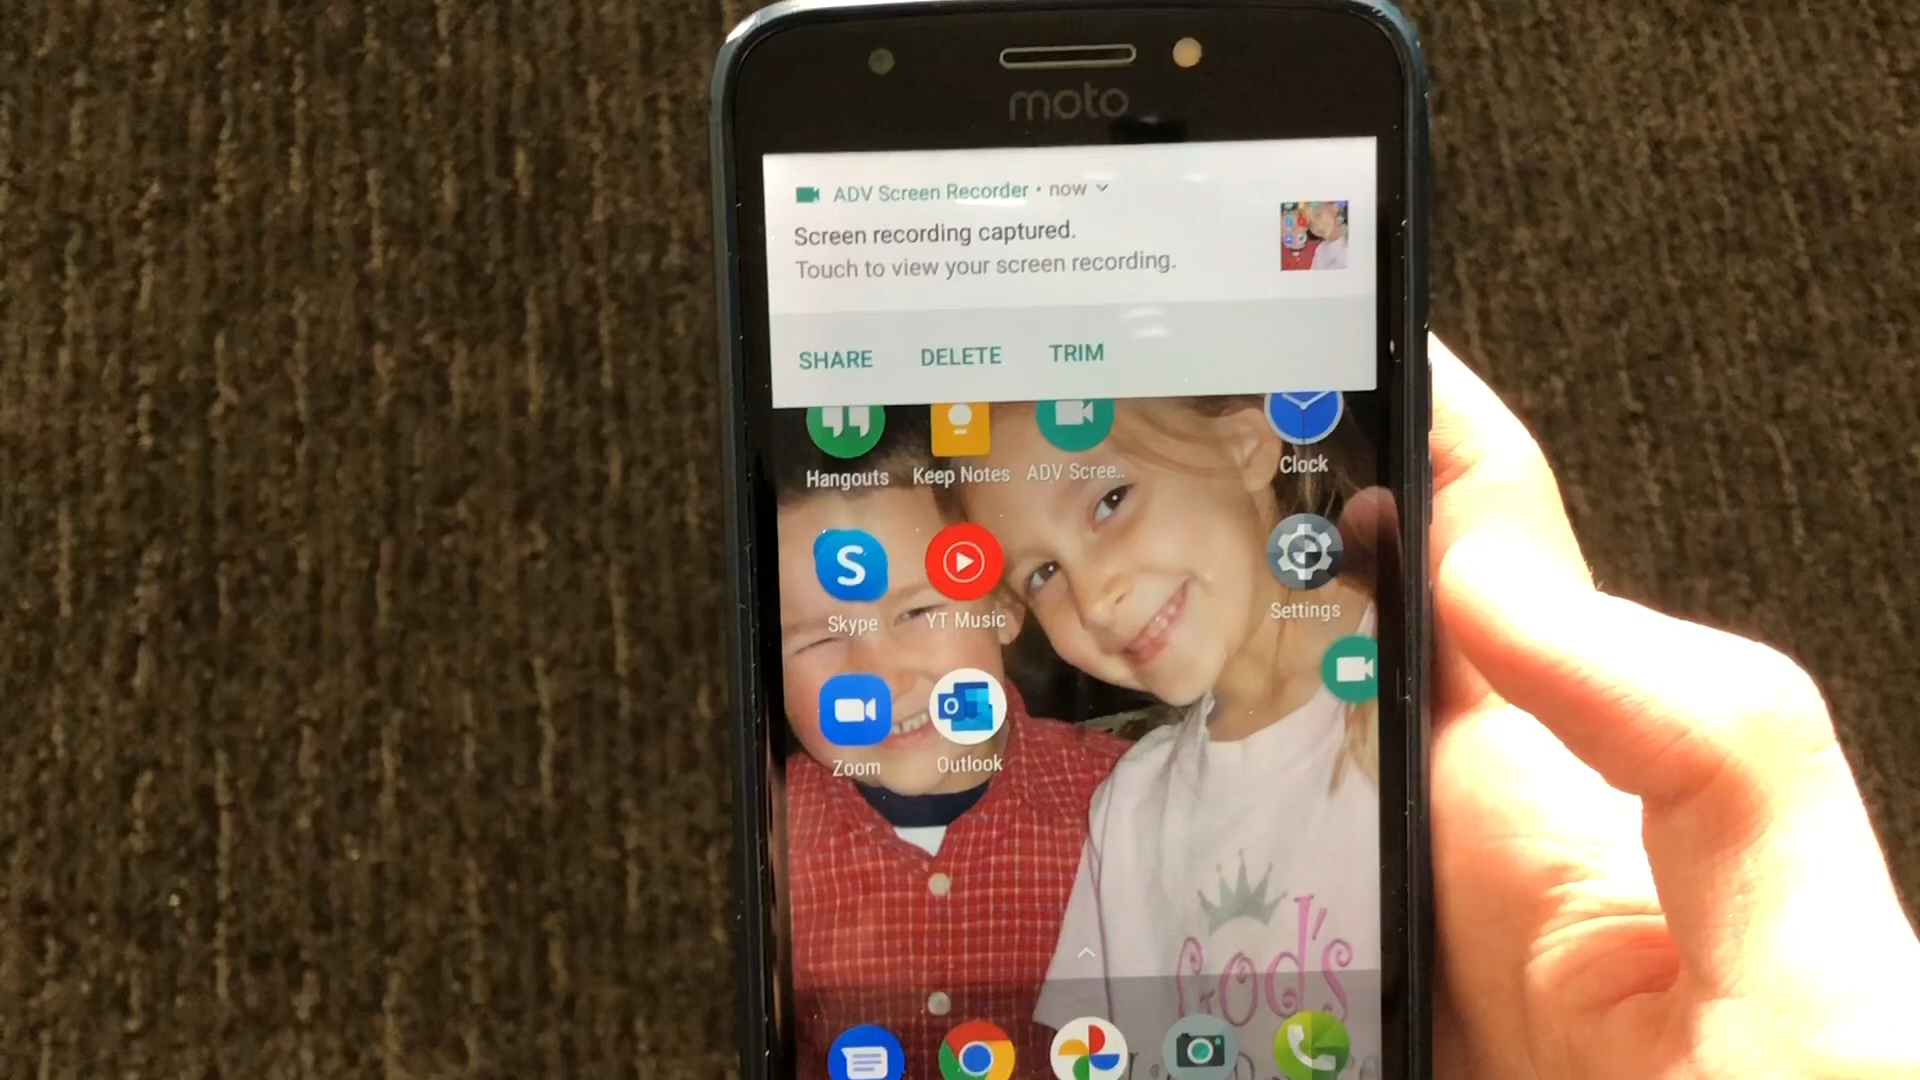 moto
ADV Screen Recorder • now
Screen recording captured.
Touch to view your screen recording.
SHARE DELETE TRIM
Hangouts Keep Notes ADV Scree.. Clock
S
Skype YT Music Settings
O
Zoom Outlook
God's